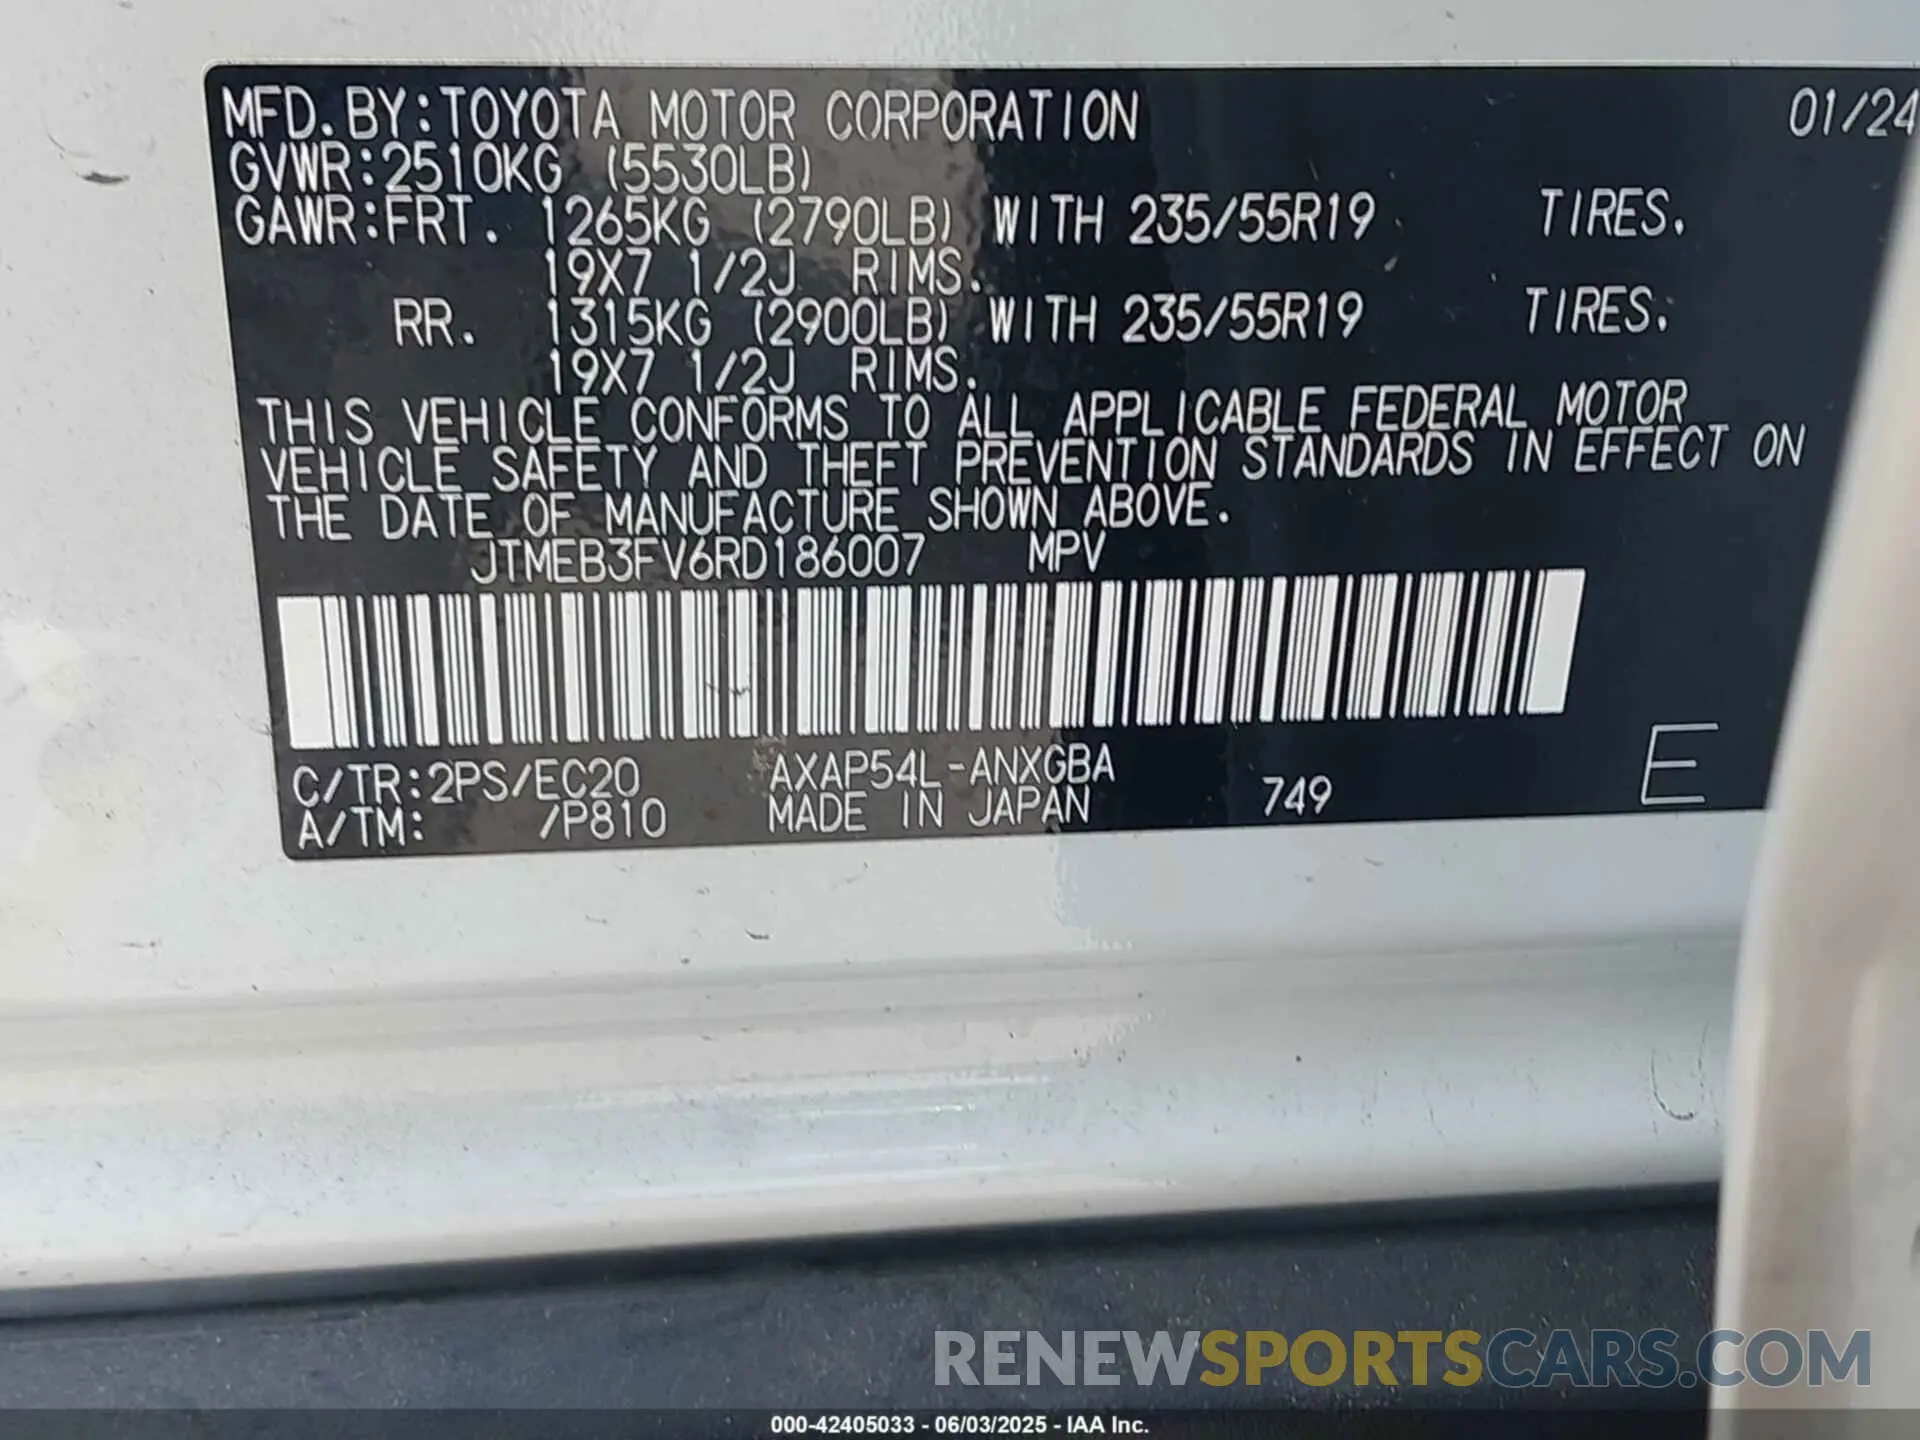 MFD.BY:TOYOTA MOTOR CORPORATION 01/24
GVWR:2510KG (5530LB)
GAWR:FRT. 1265KG (2790LB) WITH 235/55R19 TIRES.
19X7 1/2J RIMS.
RR. 1315KG (2900LB) WITH 235/55R19 TIRES.
19X7 1/2J RIMS.
THIS VEHICLE CONFORMS TO ALL APPLICABLE FEDERAL MOTOR
VEHICLE SAFETY AND THEFT PREVENTION STANDARDS IN EFFECT ON
THE DATE OF MANUFACTURE SHOWN ABOVE.
JTMEB3FV6RD186007 MPV
C/TR:2PS/EC20 AXAP54L-ANXGBA
A/TM: /P810 MADE IN JAPAN 749 E
RENEWSPORTSCARS.COM
000-42405033 - 06/03/2025 - IAA Inc.